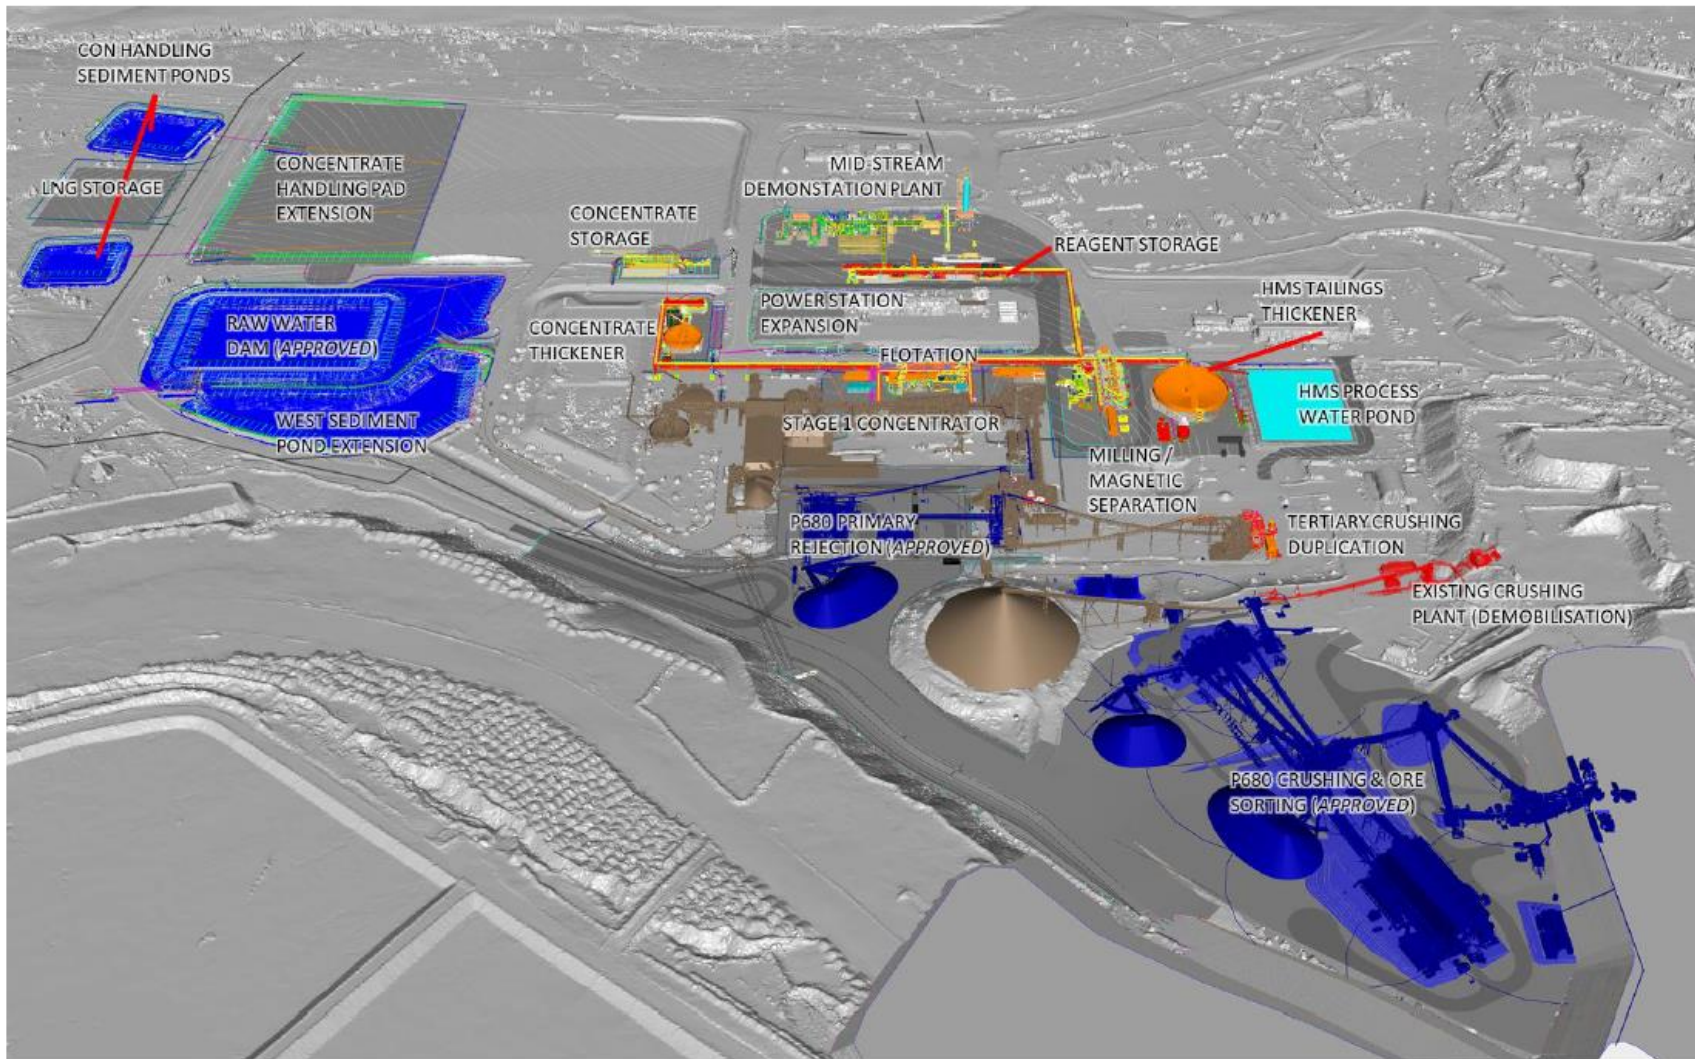 CON HANDLING
SEDIMENT PONDS
LNG STORAGE
CONCENTRATE
HANDLING PAD
EXTENSION
CONCENTRATE
STORAGE
MID-STREAM
DEMONSTATION PLANT
REAGENT STORAGE
HMS TAILINGS
THICKENER
RAW WATER
DAM (APPROVED)
CONCENTRATE
THICKENER
POWER STATION
EXPANSION
FLOTATION
HMS PROCESS
WATER POND
WEST SEDIMENT
POND EXTENSION
STAGE 1 CONCENTRATOR
MILLING /
MAGNETIC
SEPARATION
P680 PRIMARY
REJECTION (APPROVED)
TERTIARY CRUSHING
DUPLICATION
EXISTING CRUSHING
PLANT (DEMOBILISATION)
P680 CRUSHING & ORE
SORTING (APPROVED)